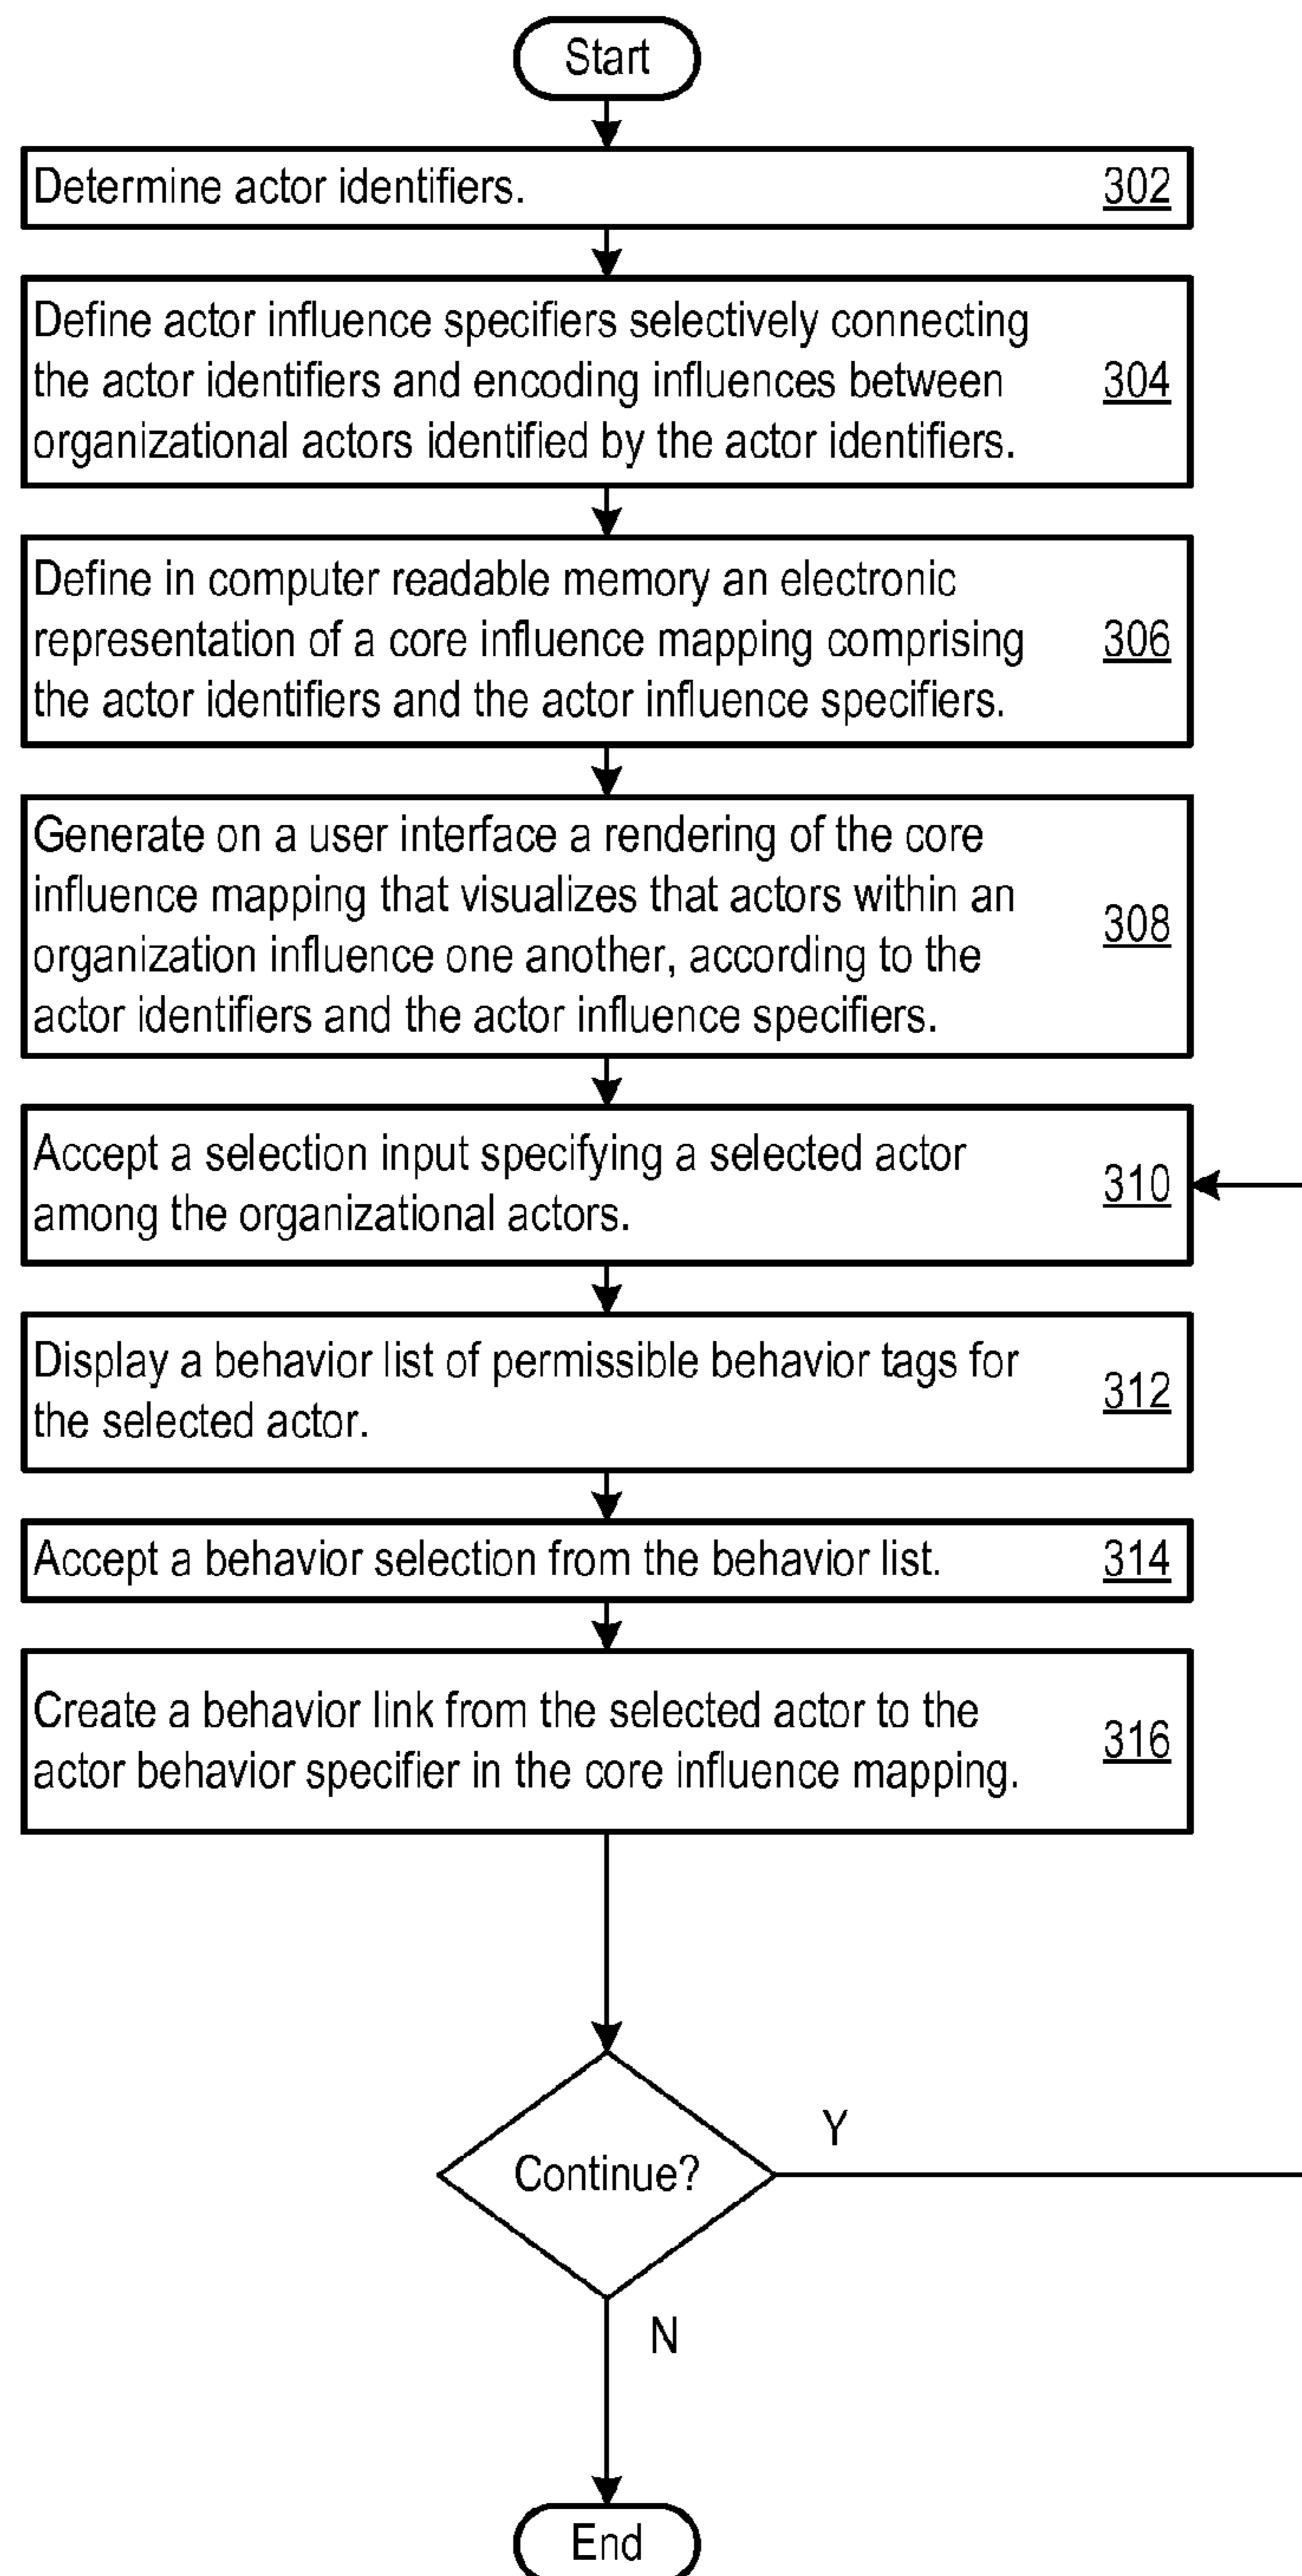 Start
Determine actor identifiers. 302
Define actor influence specifiers selectively connecting
the actor identifiers and encoding influences between
organizational actors identified by the actor identifiers.
304
Define in computer readable memory an electronic
representation of a core influence mapping comprising
the actor identifiers and the actor influence specifiers.
306
Generate on a user interface a rendering of the core
influence mapping that visualizes that actors within an
organization influence one another, according to the
actor identifiers and the actor influence specifiers.
308
Accept a selection input specifying a selected actor
among the organizational actors.
310
Display a behavior list of permissible behavior tags for
the selected actor.
312
Accept a behavior selection from the behavior list. 314
Create a behavior link from the selected actor to the
actor behavior specifier in the core influence mapping.
316
Continue?
Y
N
End